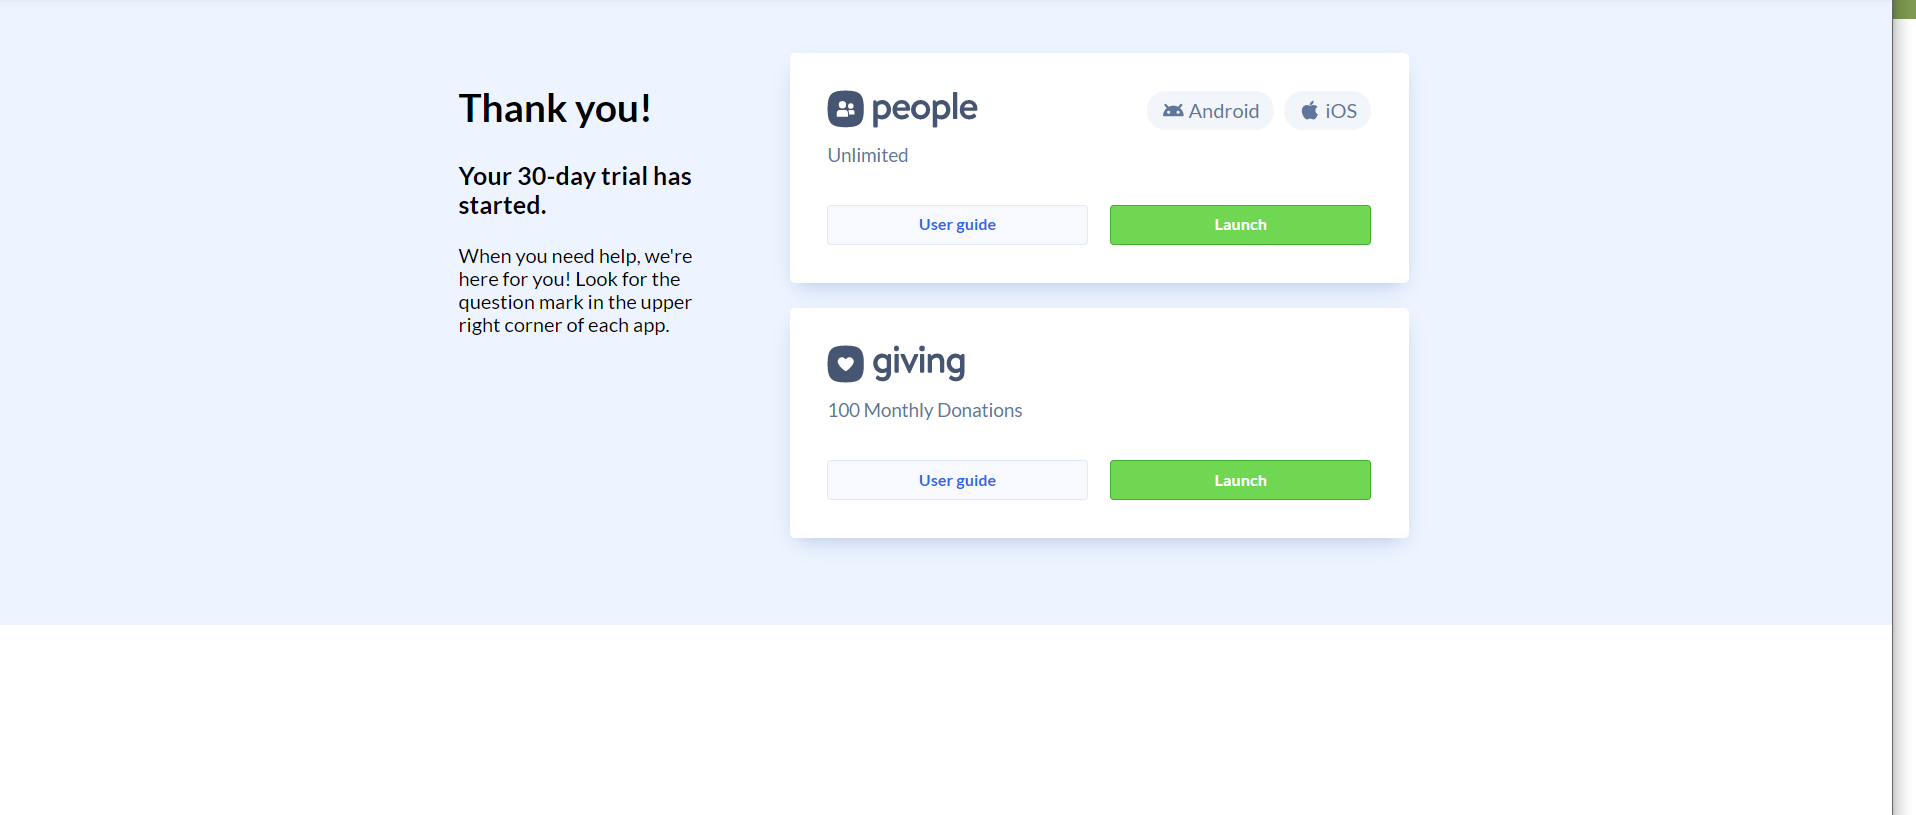 Thank you!
Your 30-day trial has
started.
When you need help, we're
here for you! Look for the
question mark in the upper
right corner of each app.
people
Android
iOS
Unlimited
User guide
Launch
giving
100 Monthly Donations
User guide
Launch